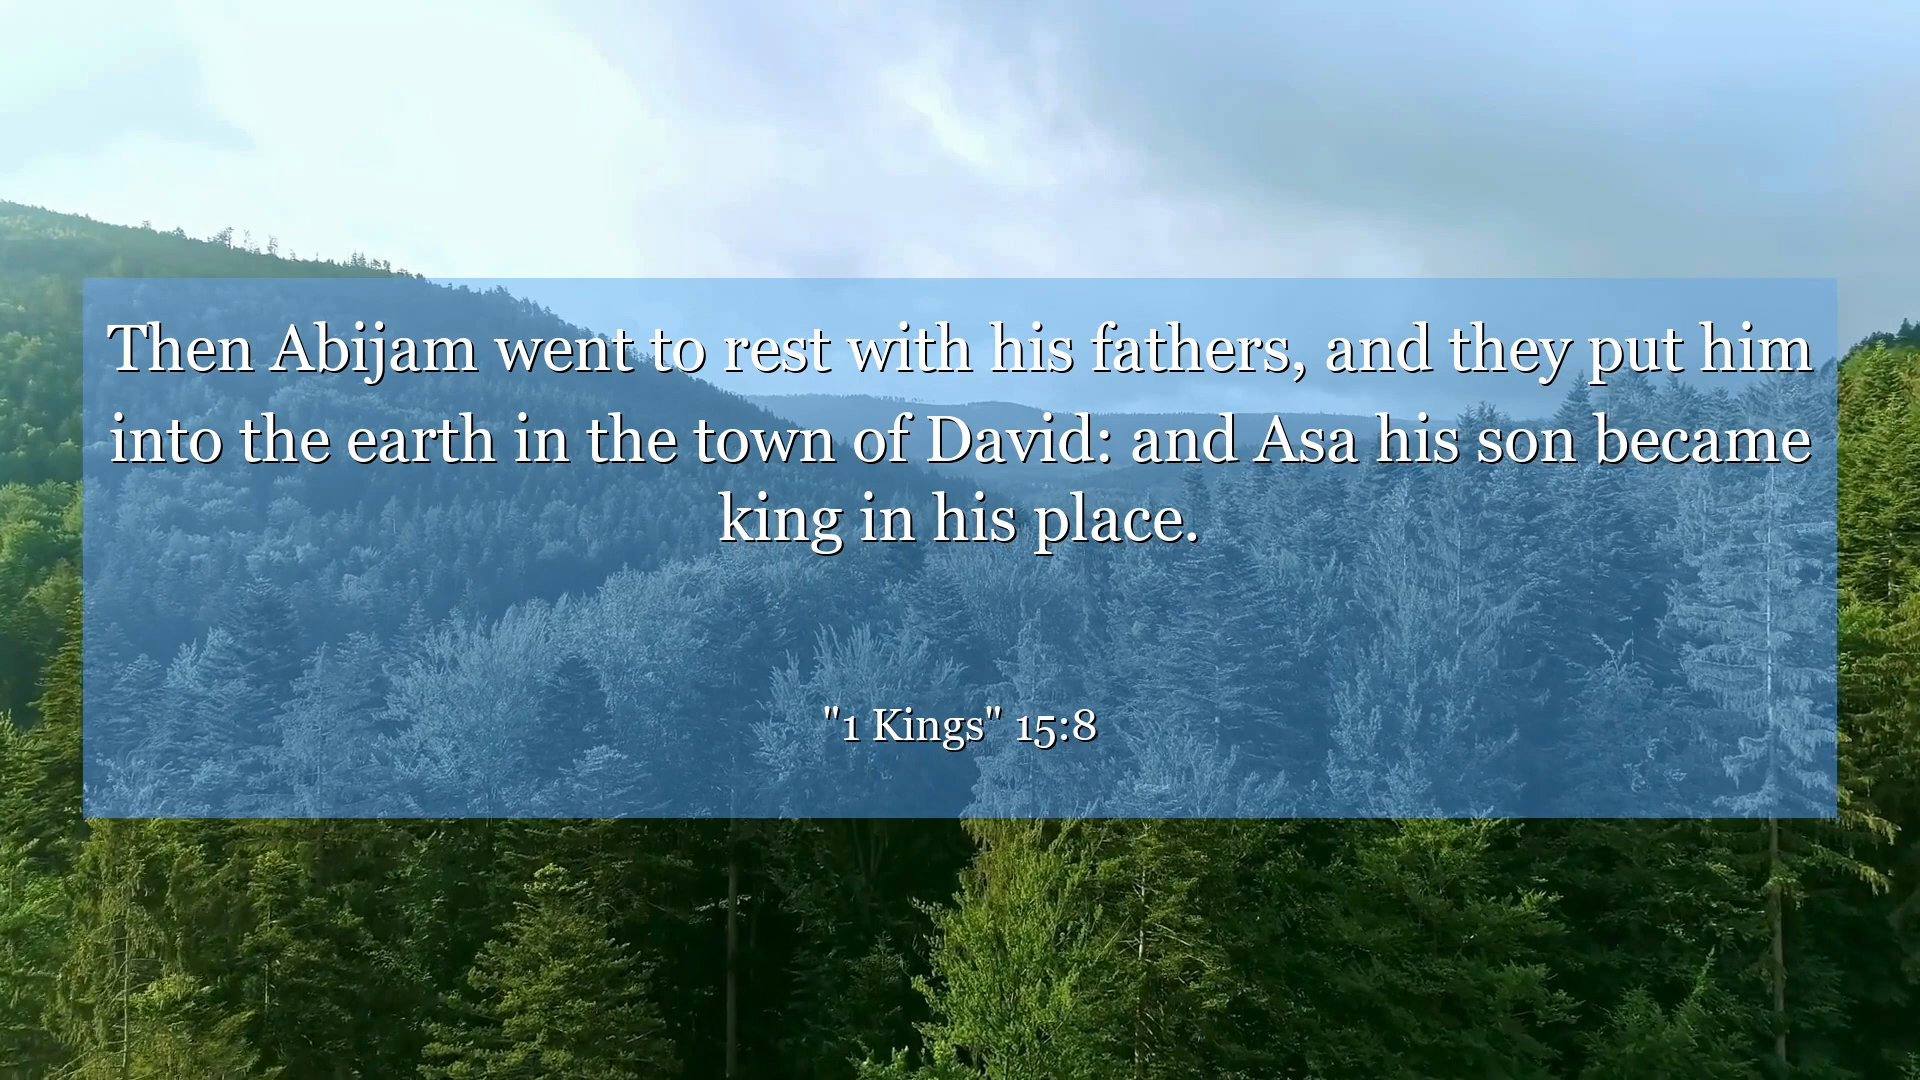 Then Abijam went to rest with his fathers, and they put him
into the earth in the town of David: and Asa his son became
king in his place.
"1 Kings" 15:8